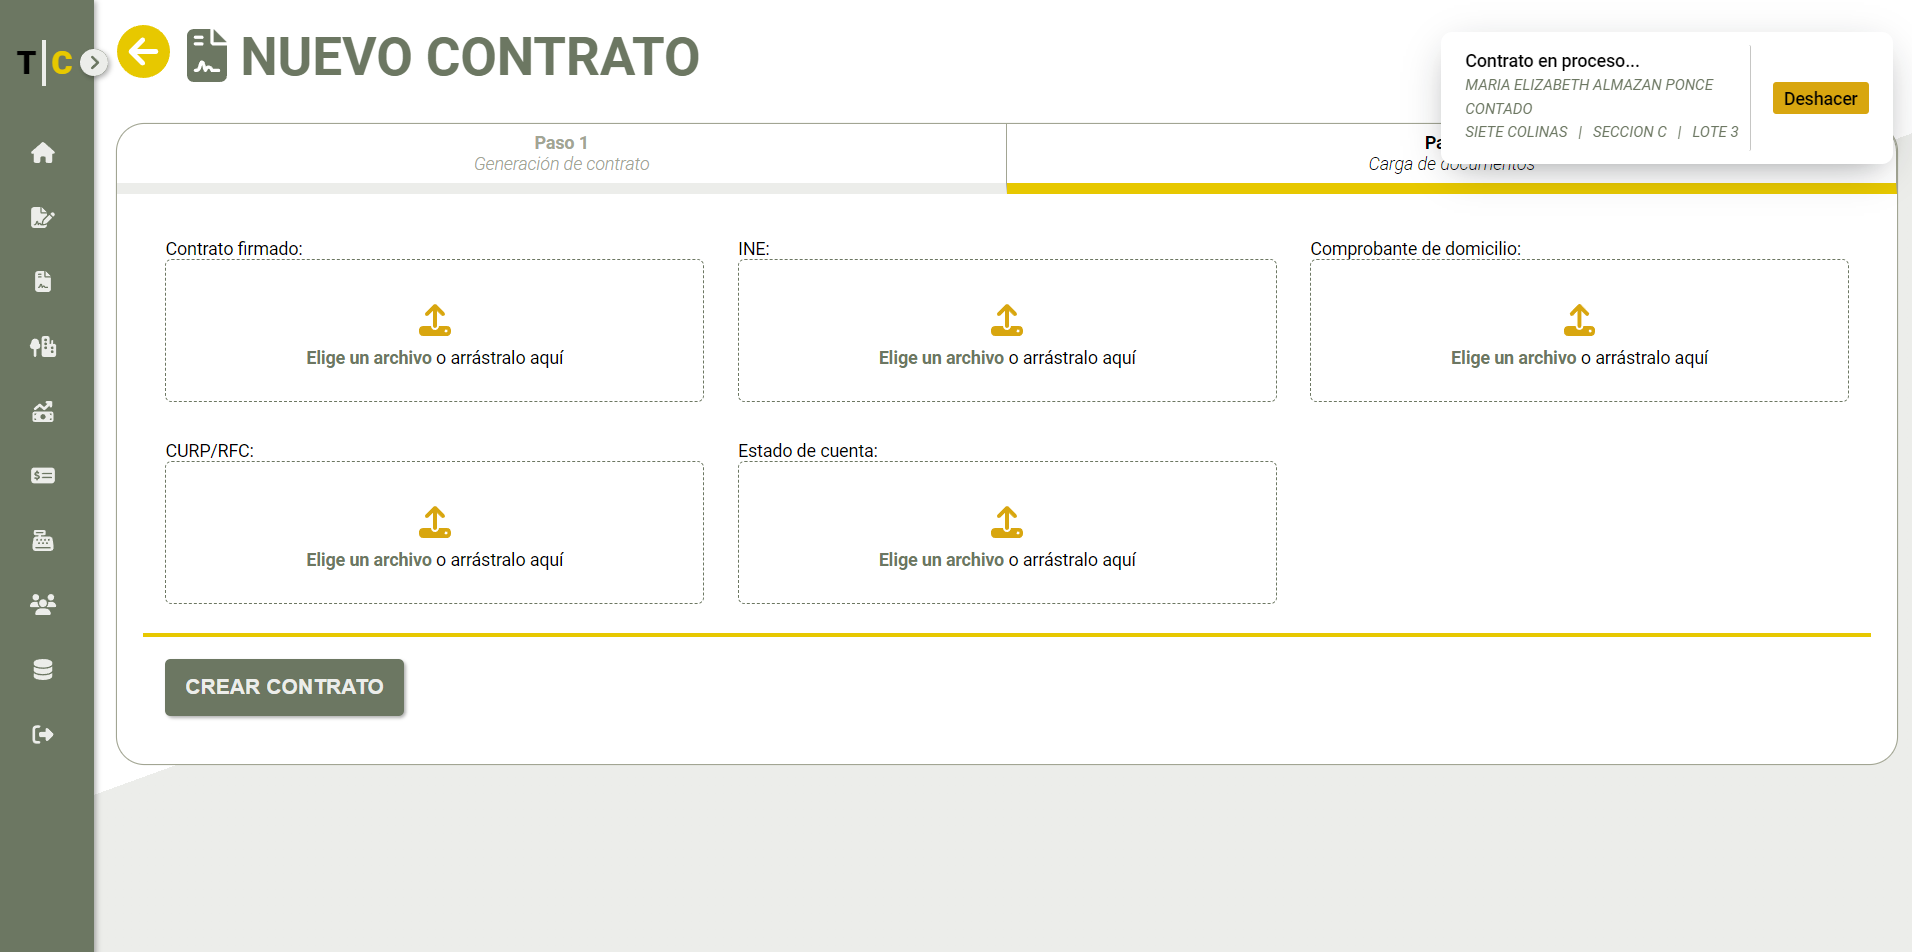 T|C
NUEVO CONTRATO
Contrato en proceso...
MARIA ELIZABETH ALMAZAN PONCE
CONTADO
SIETE COLINAS | SECCION C | LOTE 3
Deshacer
Paso 1
Generación de contrato
Carga de documentos
Contrato firmado:
Elige un archivo o arrástralo aquí
INE:
Elige un archivo o arrástralo aquí
Comprobante de domicilio:
Elige un archivo o arrástralo aquí
CURP/RFC:
Elige un archivo o arrástralo aquí
Estado de cuenta:
Elige un archivo o arrástralo aquí
CREAR CONTRATO